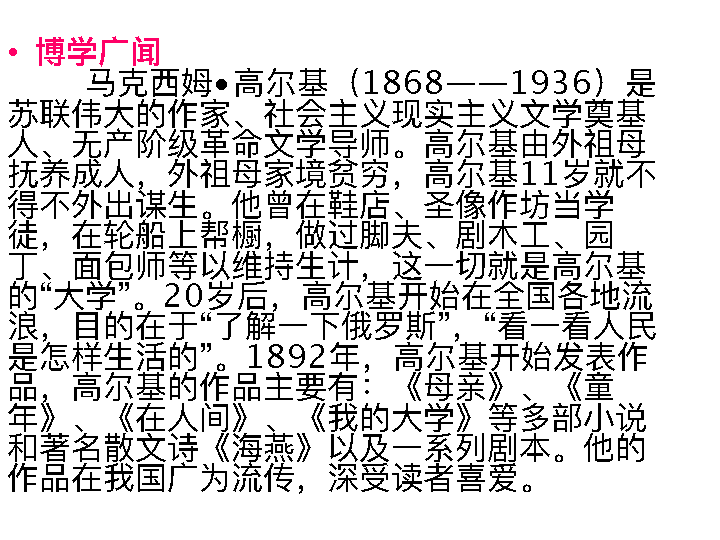 • 博学广闻
马克西姆•高尔基（1868——1936）是
苏联伟大的作家、社会主义现实主义文学奠基
人、无产阶级革命文学导师。高尔基由外祖母
抚养成人，外祖母家境贫穷，高尔基11岁就不
得不外出谋生。他曾在鞋店、圣像作坊当学
徒，在轮船上帮橱，做过脚夫、剧木工、园
丁、面包师等以维持生计，这一切就是高尔基
的“大学”。20岁后，高尔基开始在全国各地流
浪，目的在于“了解一下俄罗斯”，“看一看人民
是怎样生活的”。1892年，高尔基开始发表作
品，高尔基的作品主要有：《母亲》、《童
年》、《在人间》、《我的大学》等多部小说
和著名散文诗《海燕》以及一系列剧本。他的
作品在我国广为流传，深受读者喜爱。